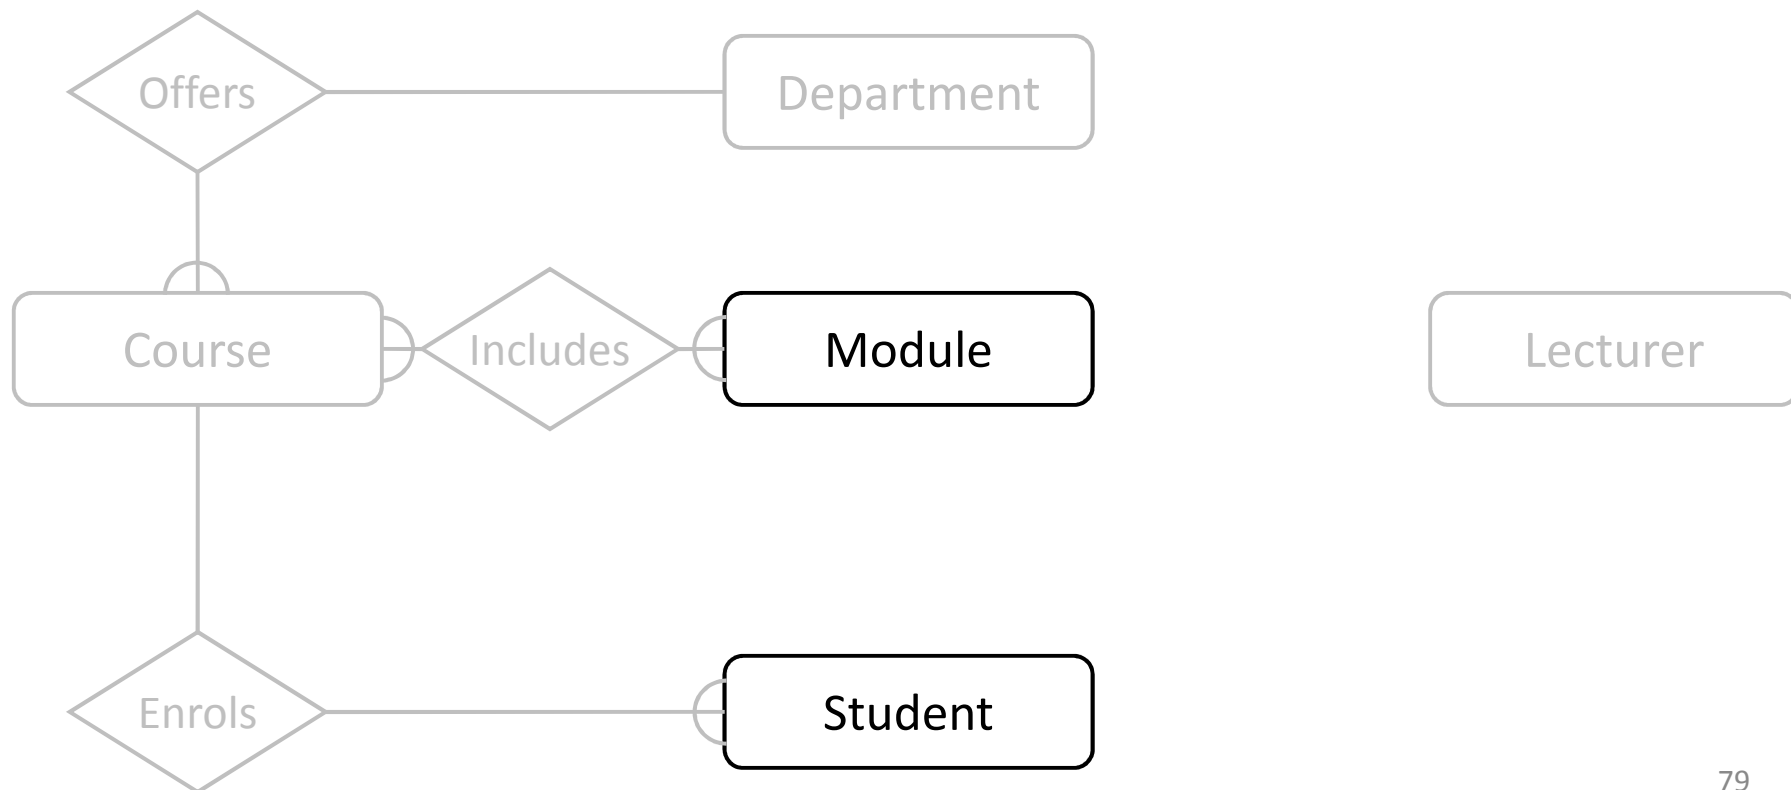 Offers
Department
Course
Includes
Module
Lecturer
Enrols
Student
79